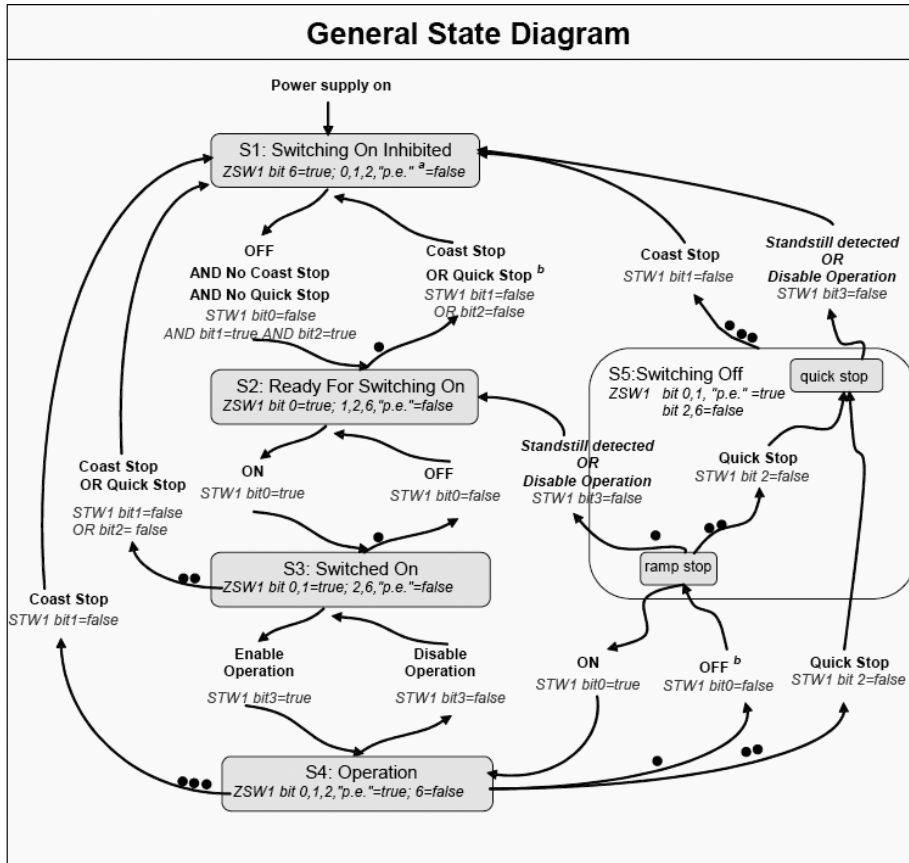 General State Diagram
Power supply on
S1: Switching On Inhibited
ZSW1 bit 6=true; 0,1,2,"p.e." a =false
OFF
AND No Coast Stop
AND No Quick Stop
STW1 bit0=false
AND bit1=true AND bit2=true
Coast Stop
OR Quick Stop b
STW1 bit1=false
OR bit2=false
Coast Stop
STW1 bit1=false
Standstill detected
OR
Disable Operation
STW1 bit3=false
S2: Ready For Switching On
ZSW1 bit 0=true; 1,2,6,"p.e."=false
S5:Switching Off
ZSW1 bit 0,1, "p.e." =true
bit 2,6=false
quick stop
Coast Stop
OR Quick Stop
STW1 bit1=false
OR bit2= false
ON
STW1 bit0=true
OFF
STW1 bit0=false
Standstill detected
OR
Disable Operation
STW1 bit3=false
Quick Stop
STW1 bit 2=false
S3: Switched On
ZSW1 bit 0,1=true; 2,6,"p.e."=false
ramp stop
Coast Stop
STW1 bit1=false
Enable
Operation
STW1 bit3=true
Disable
Operation
STW1 bit3=false
ON
STW1 bit0=true
OFF b
STW1 bit0=false
Quick Stop
STW1 bit 2=false
S4: Operation
ZSW1 bit 0,1,2,"p.e."=true; 6=false